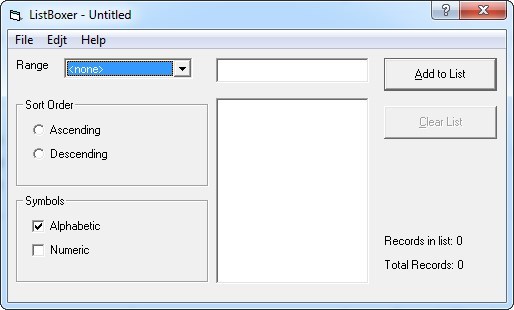 ListBoxer - Untitled
File Edjt Help
Range <none> Add to List
Sort Order
Ascending
Descending
Clear List
Symbols
Alphabetic
Numeric
Records in list: 0
Total Records: 0